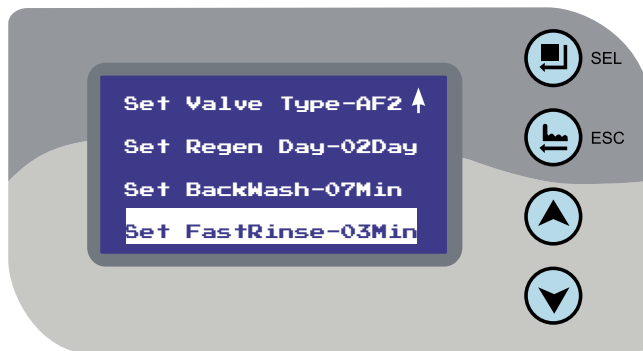 Set Valve Type-AF2
Set Regen Day-02Day
Set BackWash-07Min
Set FastRinse-03Min
SEL
ESC